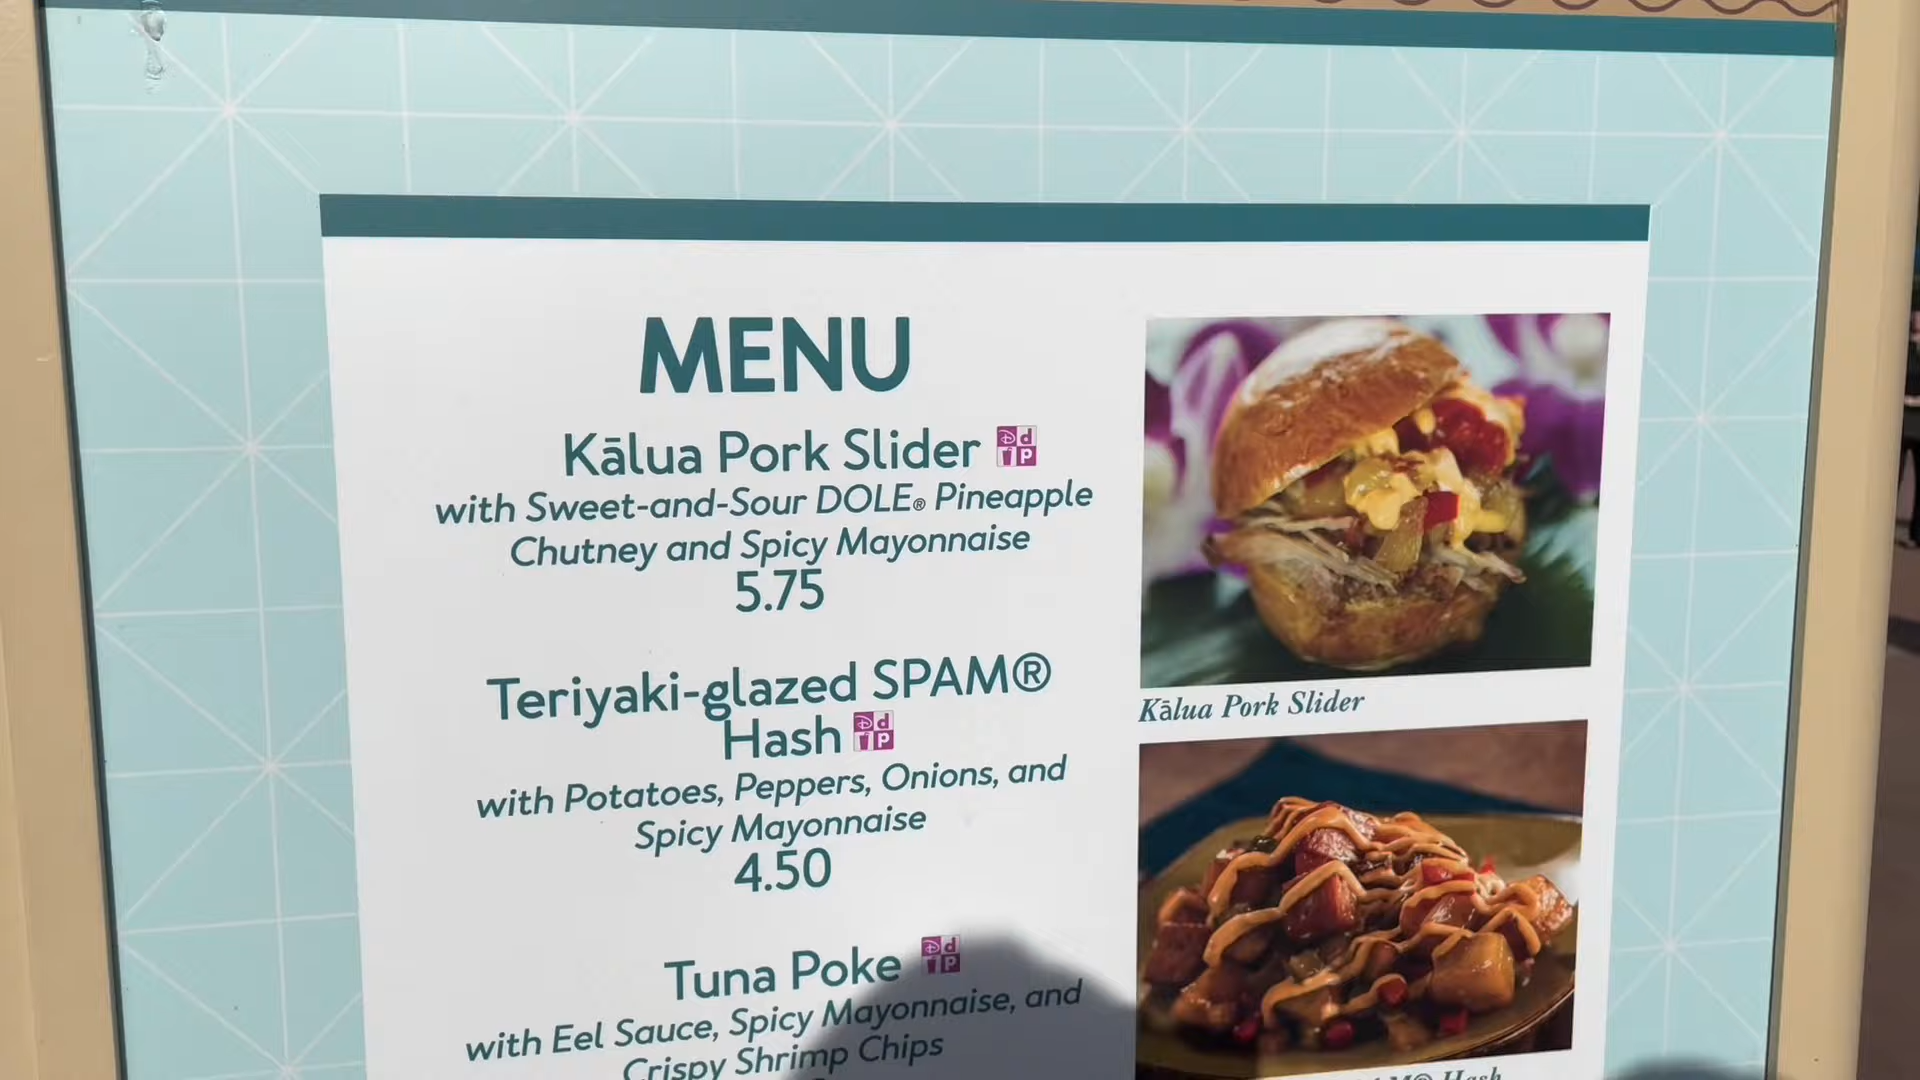 MENU
Kālua Pork Slider
with Sweet-and-Sour DOLE® Pineapple
Chutney and Spicy Mayonnaise
5.75
Teriyaki-glazed SPAM®
Hash
with Potatoes, Peppers, Onions, and
Spicy Mayonnaise
4.50
Tuna Poke
with Eel Sauce, Spicy Mayonnaise, and
Crispy Shrimp Chips
Kālua Pork Slider
Hash